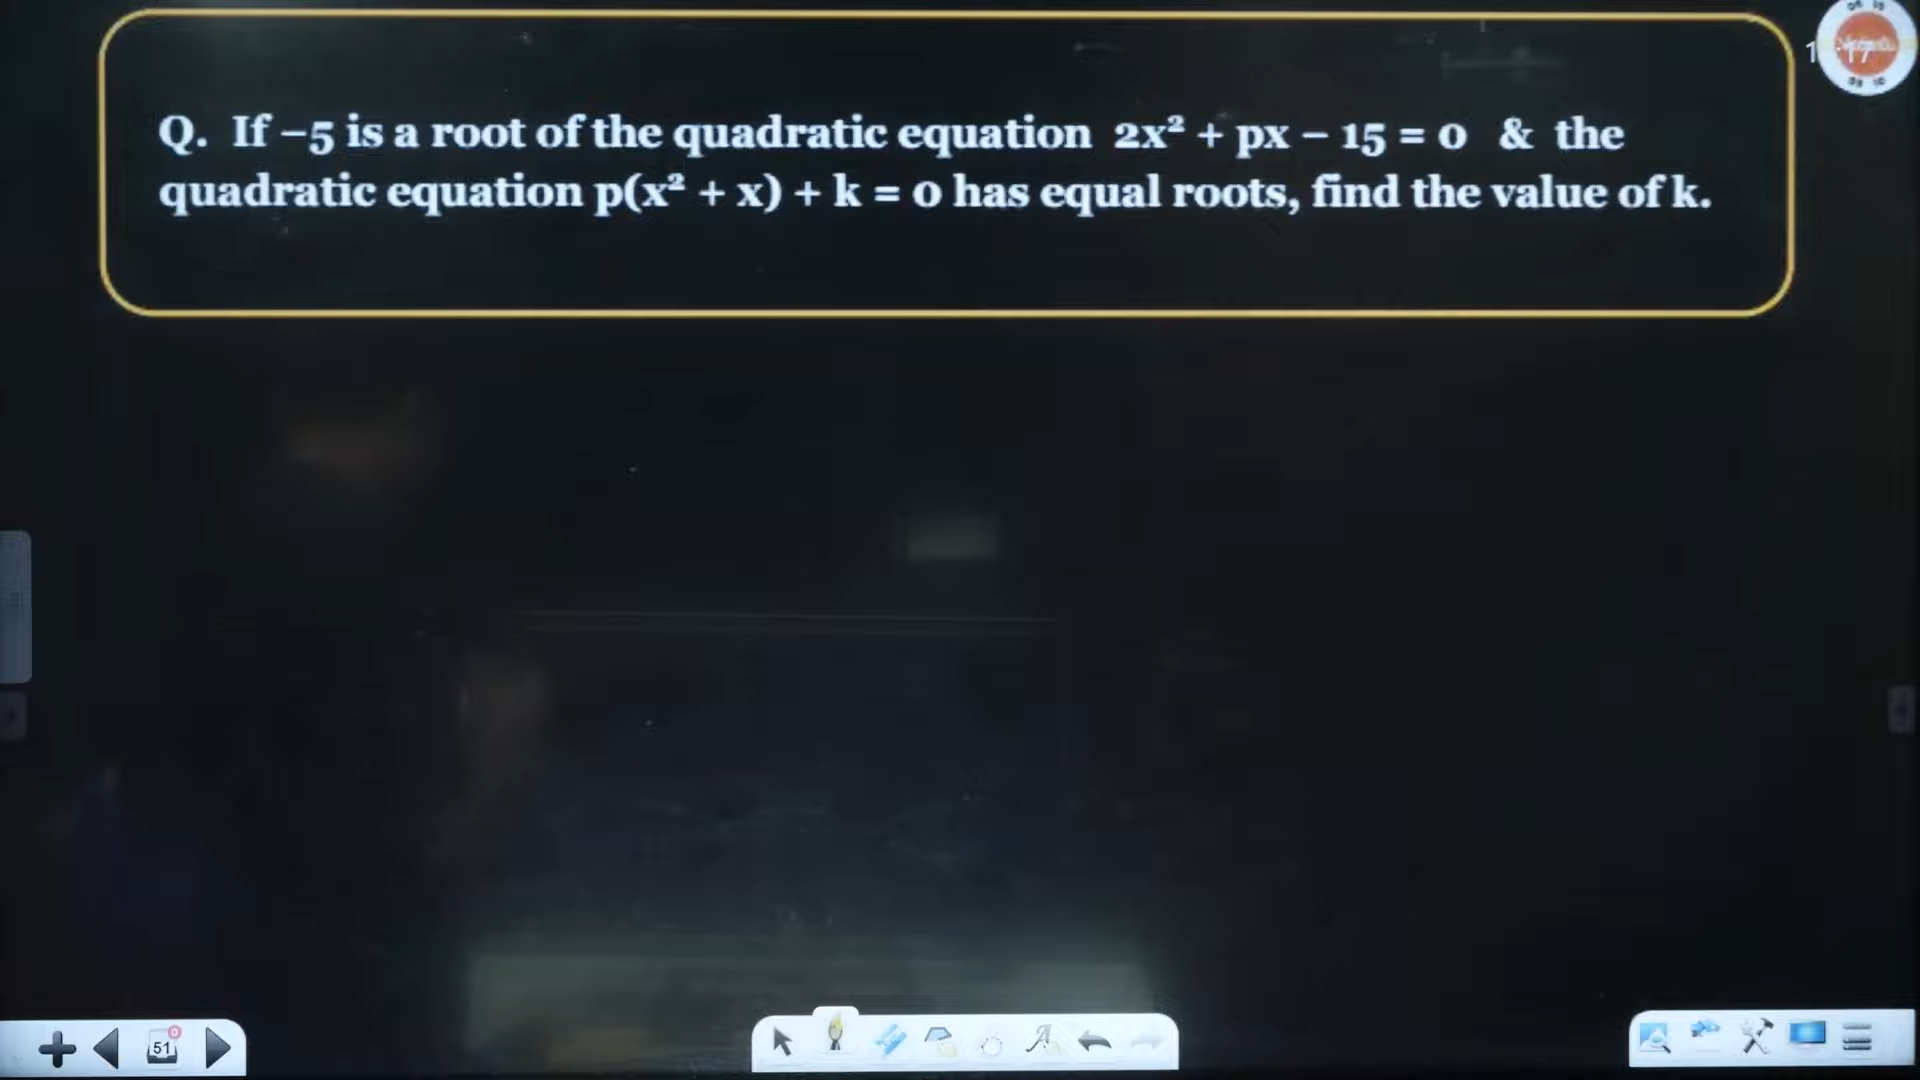 Q. If −5 is a root of the quadratic equation 2x² + px − 15 = 0 & the
quadratic equation p(x² + x) + k = 0 has equal roots, find the value of k.
51